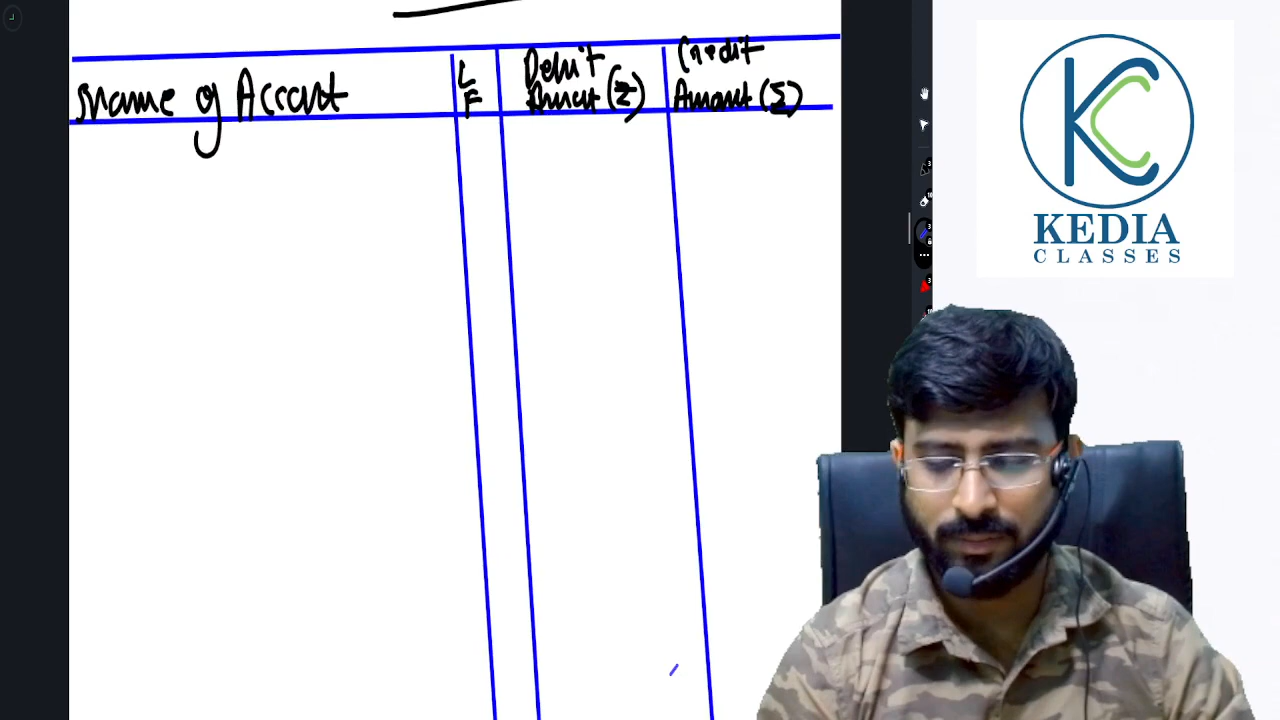 Name of Account
L
F
Debit
Amount (₹)
Credit
Amount (₹)
KEDIA
CLASSES